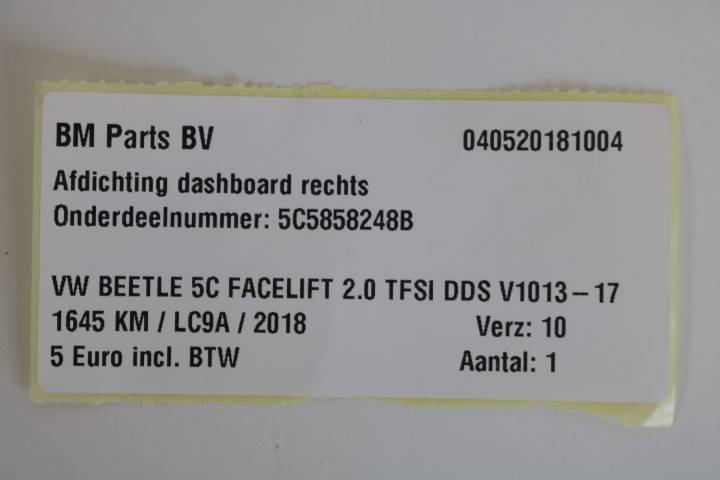 BM Parts BV 040520181004
Afdichting dashboard rechts
Onderdeelnummer: 5C5858248B
VW BEETLE 5C FACELIFT 2.0 TFSI DDS V1013-17
1645 KM / LC9A / 2018 Verz: 10
5 Euro incl. BTW Aantal: 1